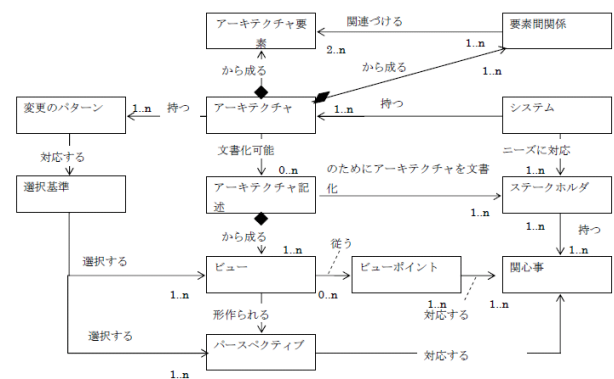 アーキテクチャ要
素
関連づける
要素間関係
2..n
1..n
から成る
から成る
1..n
変更のパターン
1..n
持つ
アーキテクチャ
1..n
持つ
システム
対応する
文書化可能
ニーズに対応
0..n
1..n
選択基準
アーキテクチャ記
述
のためにアーキテクチャを文書
化
ステークホルダ
1..n
から成る
1..n
持つ
1..n
従う
1..n
選択する
ビュー
ビューポイント
関心事
1..n
0..n
1..n
1..n
形作られる
対応する
選択する
パースペクティブ
対応する
1..n